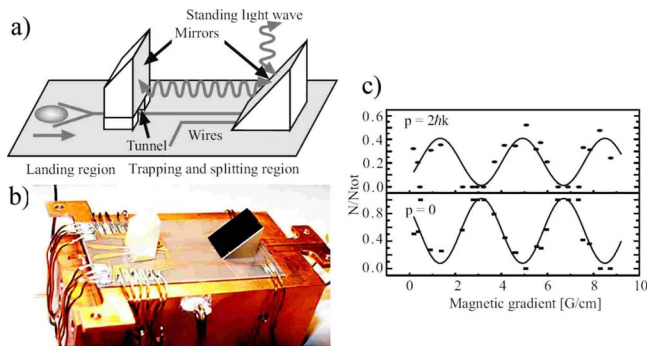 a)
Standing light wave
Mirrors
Tunnel
Wires
Landing region
Trapping and splitting region
b)
c)
p = 2ħk
0.6
0.4
0.2
0.0
N/Ntot
p = 0
0.8
0.4
0.0
0 2 4 6 8 10
Magnetic gradient [G/cm]